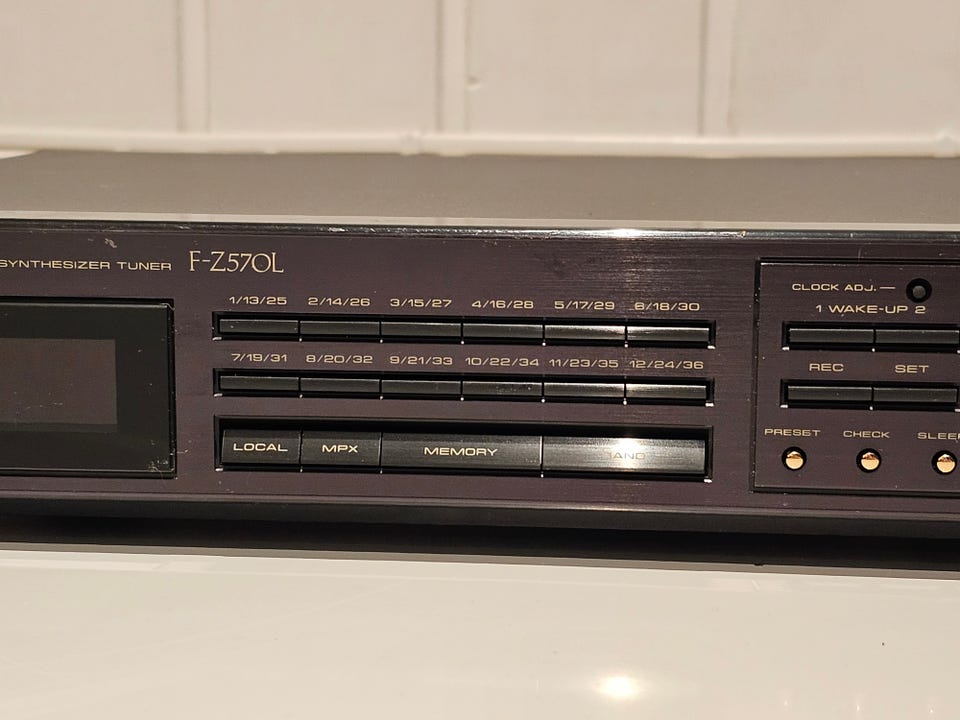 SYNTHESIZER TUNER F-Z570L
1/13/25 2/14/26 3/15/27 4/16/28 5/17/29 6/18/30
7/19/31 8/20/32 9/21/33 10/22/34 11/23/35 12/24/36
LOCAL MPX MEMORY BAND
CLOCK ADJ.
1 WAKE-UP 2
REC SET
PRESET CHECK SLEEP